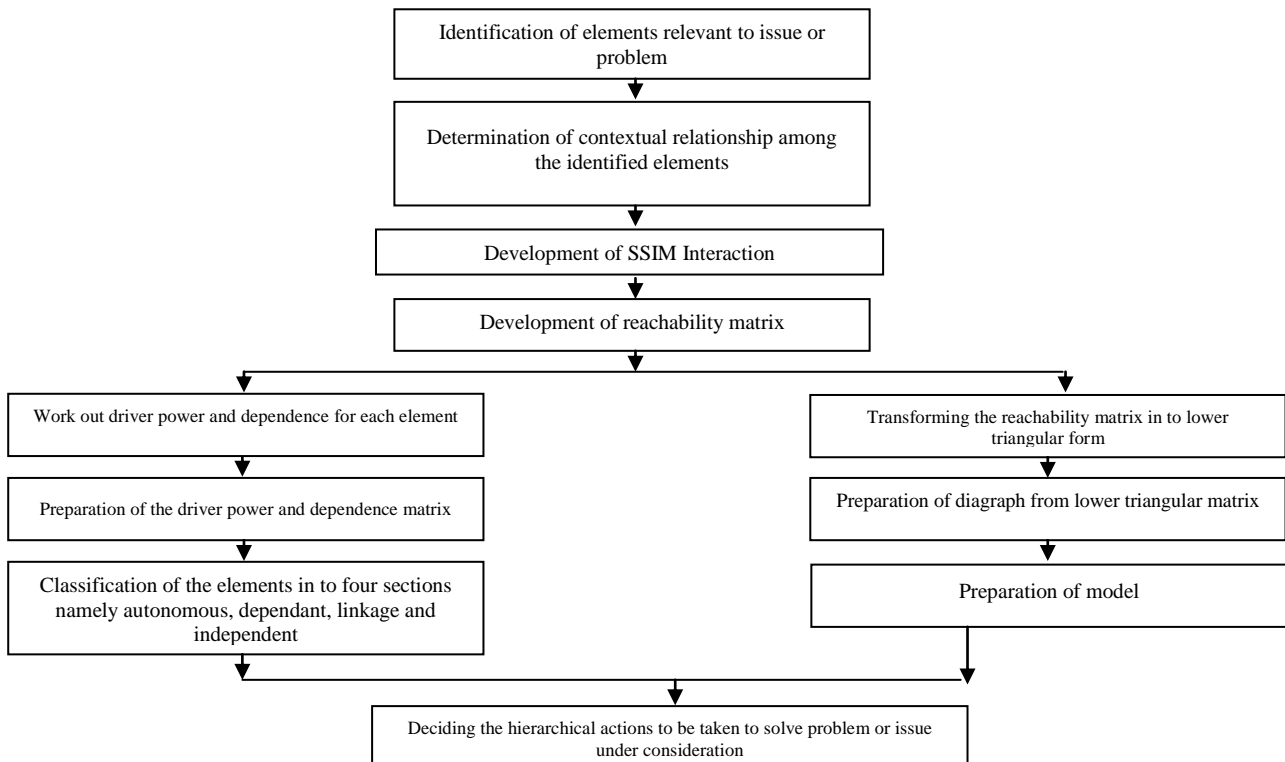 Identification of elements relevant to issue or
problem
Determination of contextual relationship among
the identified elements
Development of SSIM Interaction
Development of reachability matrix
Work out driver power and dependence for each element
Preparation of the driver power and dependence matrix
Classification of the elements in to four sections
namely autonomous, dependant, linkage and
independent
Transforming the reachability matrix in to lower
triangular form
Preparation of diagraph from lower triangular matrix
Preparation of model
Deciding the hierarchical actions to be taken to solve problem or issue
under consideration